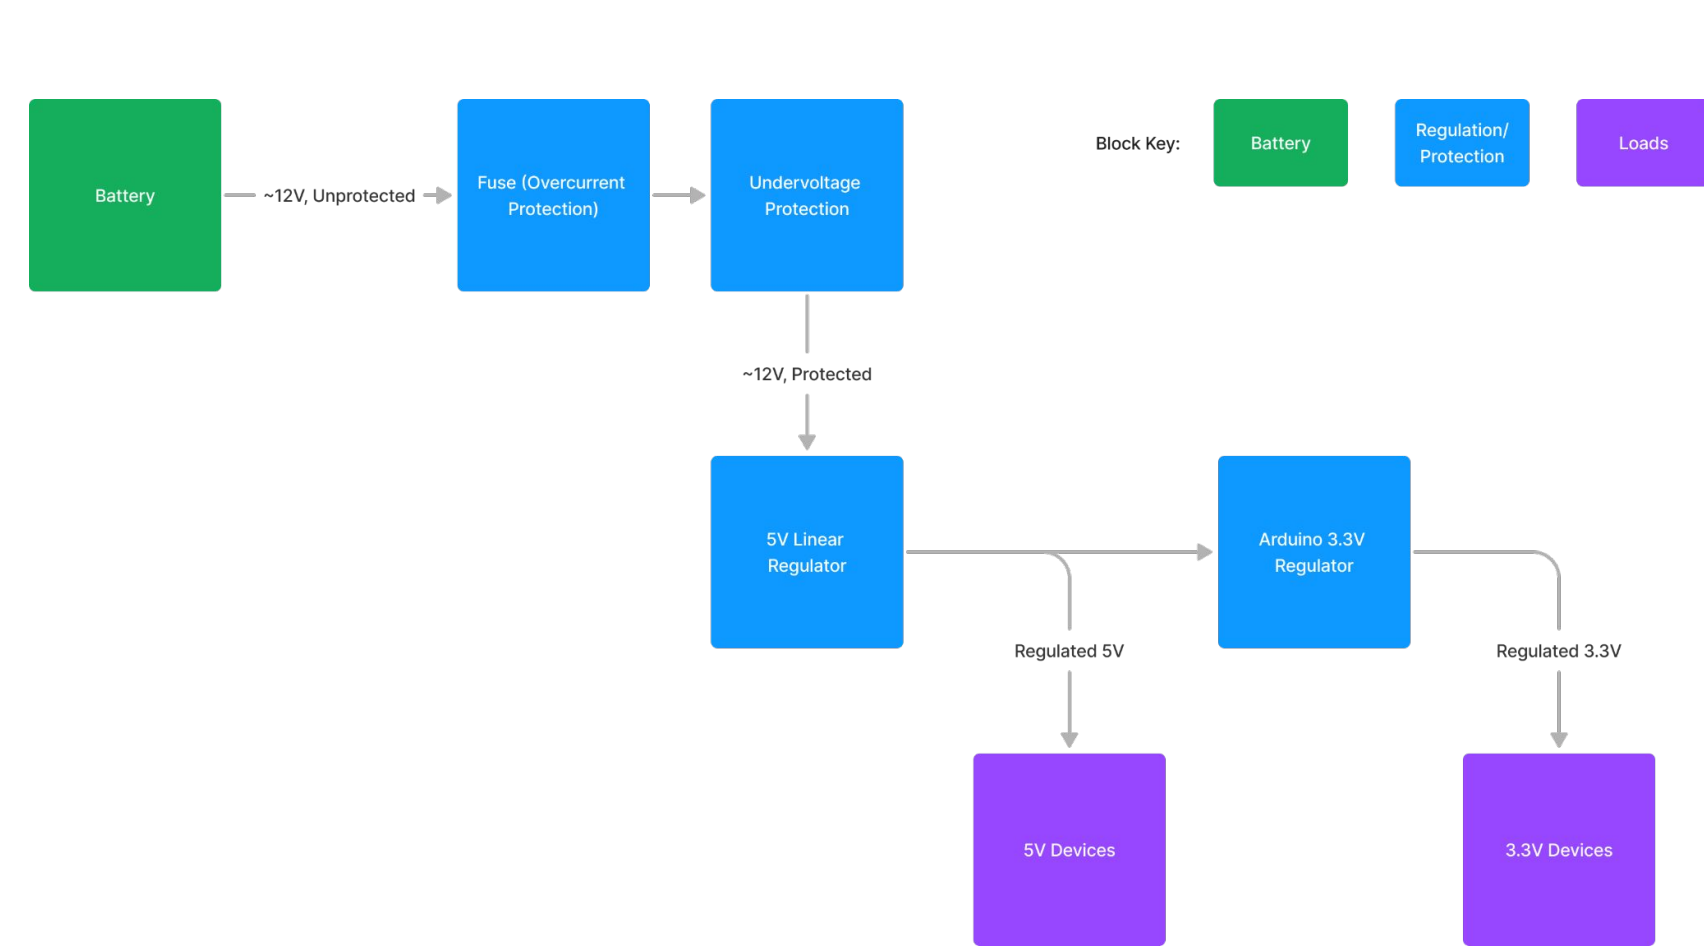 Battery
~12V, Unprotected
Fuse (Overcurrent
Protection)
Undervoltage
Protection
Block Key:
Battery
Regulation/
Protection
Loads
~12V, Protected
5V Linear
Regulator
Arduino 3.3V
Regulator
Regulated 5V
Regulated 3.3V
5V Devices
3.3V Devices